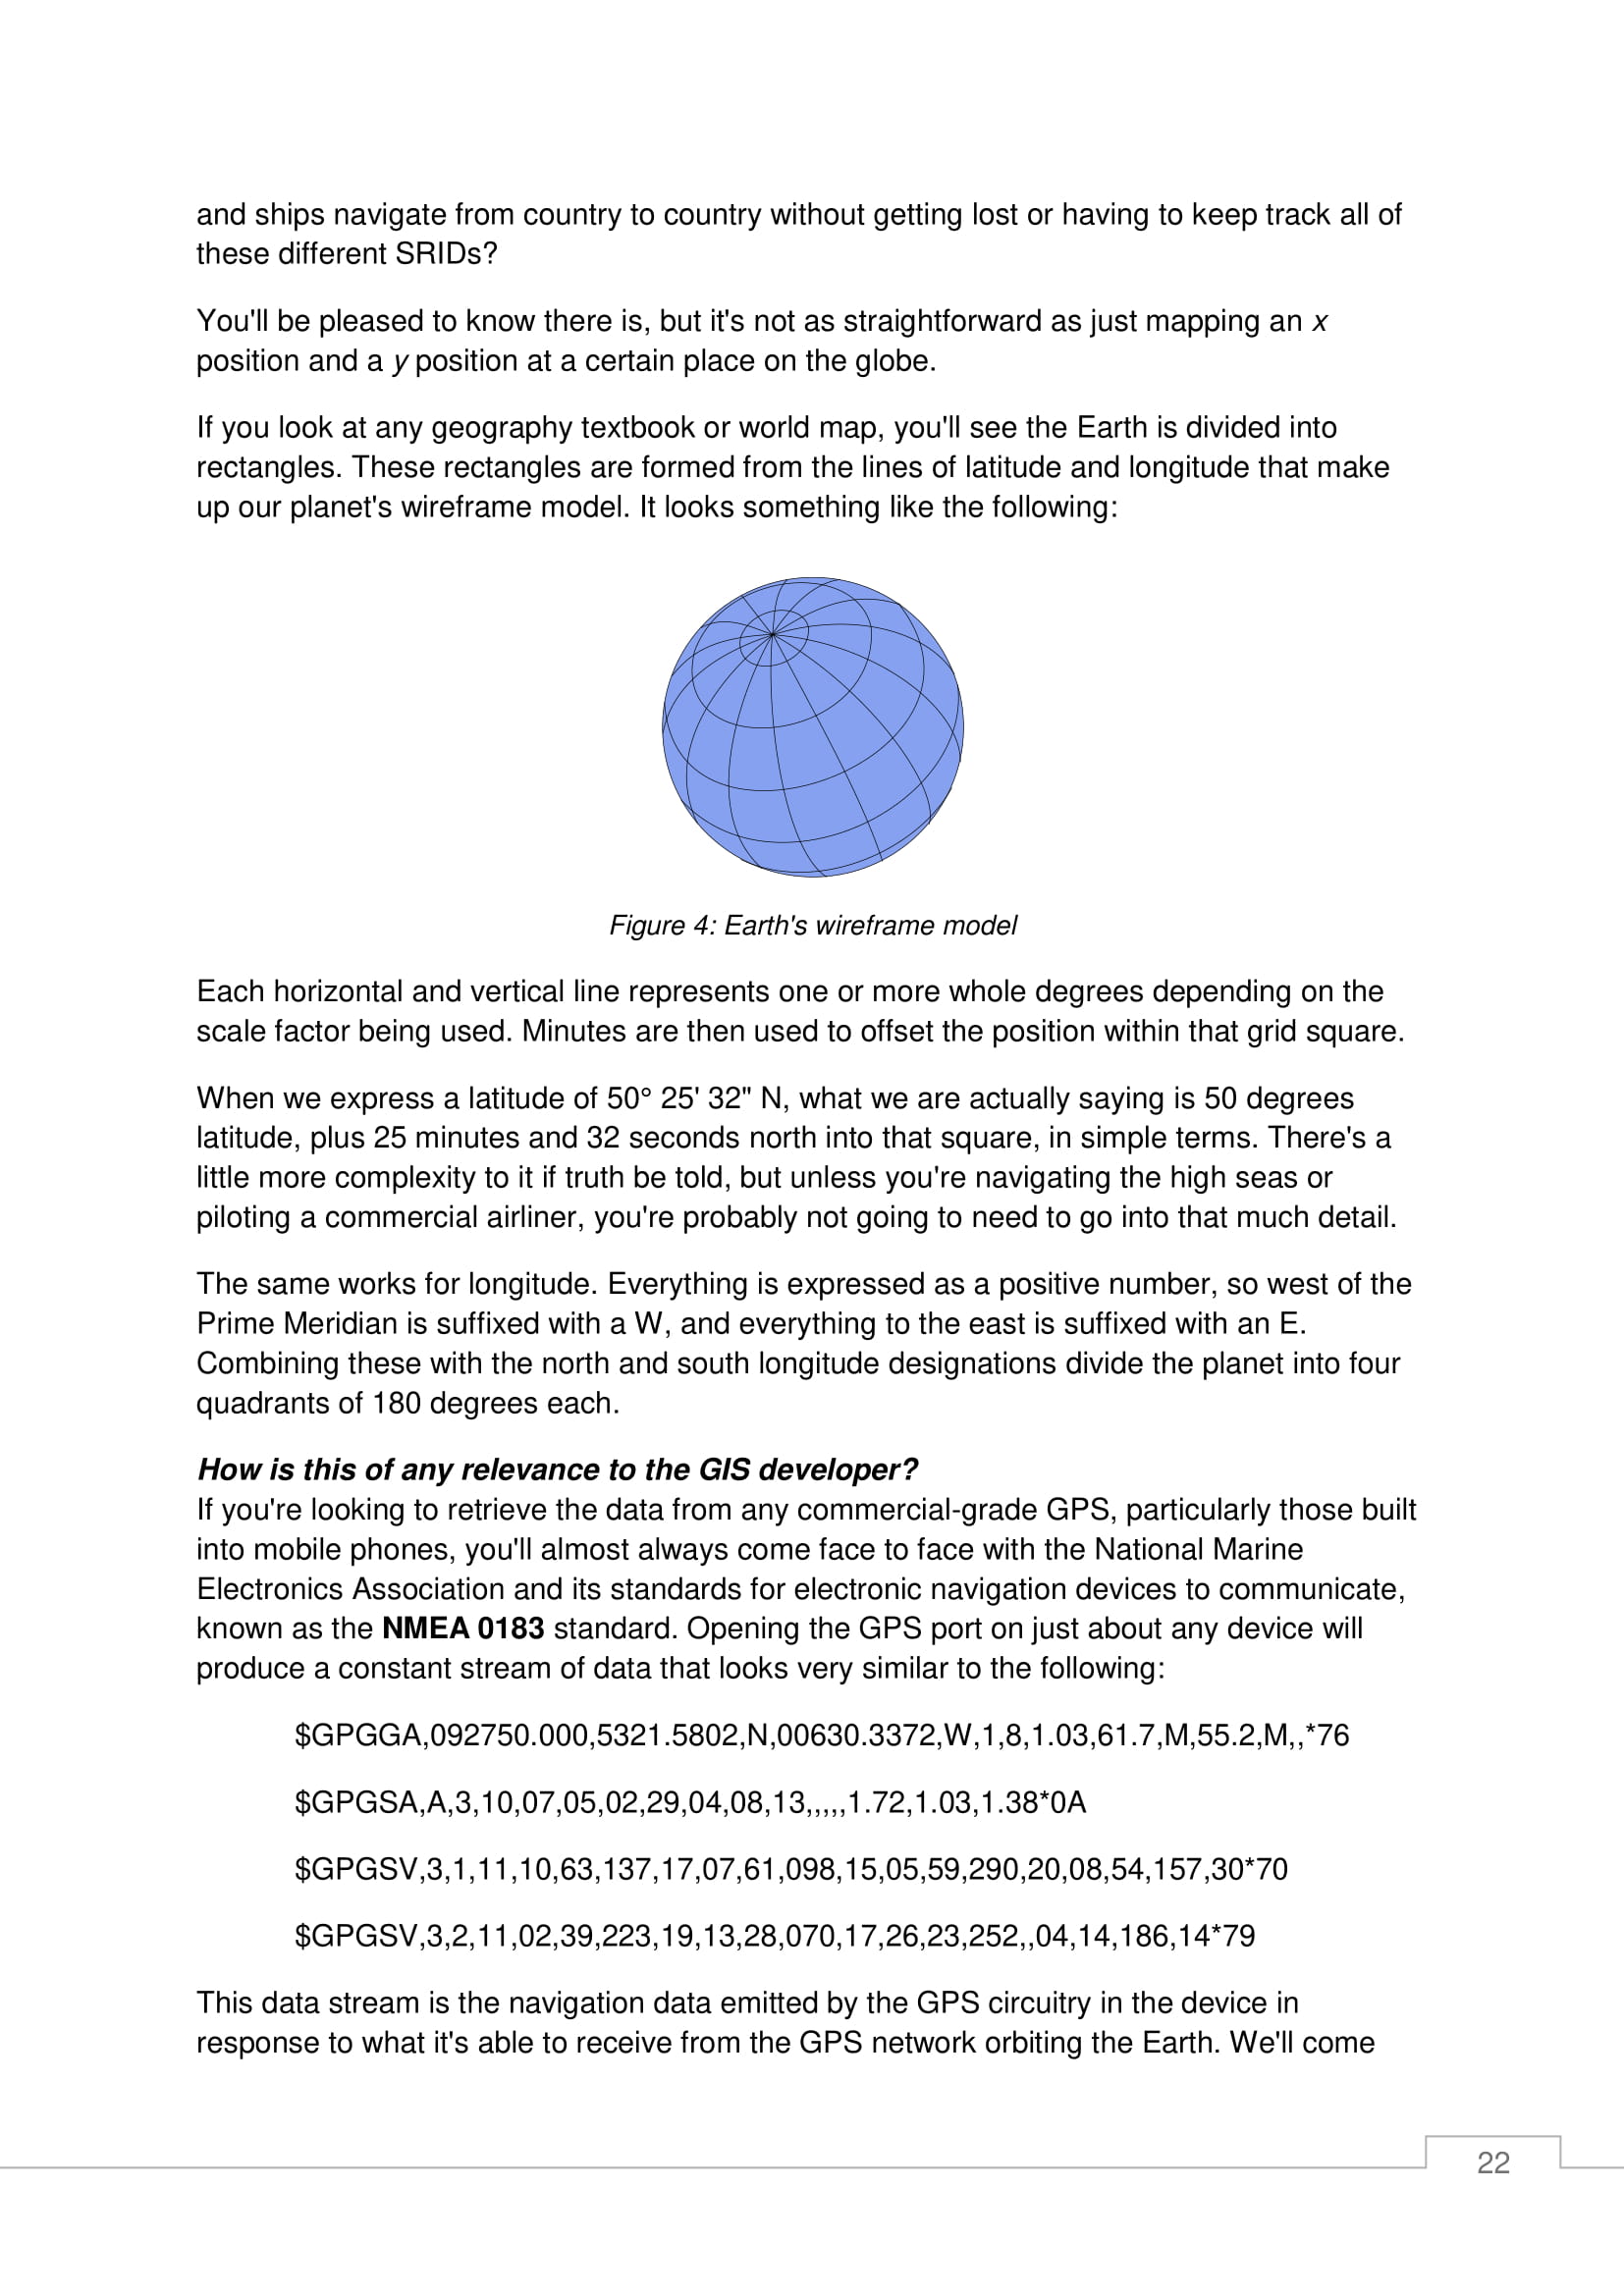 and ships navigate from country to country without getting lost or having to keep track all of
these different SRIDs?
You'll be pleased to know there is, but it's not as straightforward as just mapping an x
position and a y position at a certain place on the globe.
If you look at any geography textbook or world map, you'll see the Earth is divided into
rectangles. These rectangles are formed from the lines of latitude and longitude that make
up our planet's wireframe model. It looks something like the following:
Figure 4: Earth's wireframe model
Each horizontal and vertical line represents one or more whole degrees depending on the
scale factor being used. Minutes are then used to offset the position within that grid square.
When we express a latitude of 50° 25' 32" N, what we are actually saying is 50 degrees
latitude, plus 25 minutes and 32 seconds north into that square, in simple terms. There's a
little more complexity to it if truth be told, but unless you're navigating the high seas or
piloting a commercial airliner, you're probably not going to need to go into that much detail.
The same works for longitude. Everything is expressed as a positive number, so west of the
Prime Meridian is suffixed with a W, and everything to the east is suffixed with an E.
Combining these with the north and south longitude designations divide the planet into four
quadrants of 180 degrees each.
How is this of any relevance to the GIS developer?
If you're looking to retrieve the data from any commercial-grade GPS, particularly those built
into mobile phones, you'll almost always come face to face with the National Marine
Electronics Association and its standards for electronic navigation devices to communicate,
known as the NMEA 0183 standard. Opening the GPS port on just about any device will
produce a constant stream of data that looks very similar to the following:
$GPGGA,092750.000,5321.5802,N,00630.3372,W,1,8,1.03,61.7,M,55.2,M,,*76
$GPGSA,A,3,10,07,05,02,29,04,08,13,,,,,1.72,1.03,1.38*0A
$GPGSV,3,1,11,10,63,137,17,07,61,098,15,05,59,290,20,08,54,157,30*70
$GPGSV,3,2,11,02,39,223,19,13,28,070,17,26,23,252,,04,14,186,14*79
This data stream is the navigation data emitted by the GPS circuitry in the device in
response to what it's able to receive from the GPS network orbiting the Earth. We'll come
22